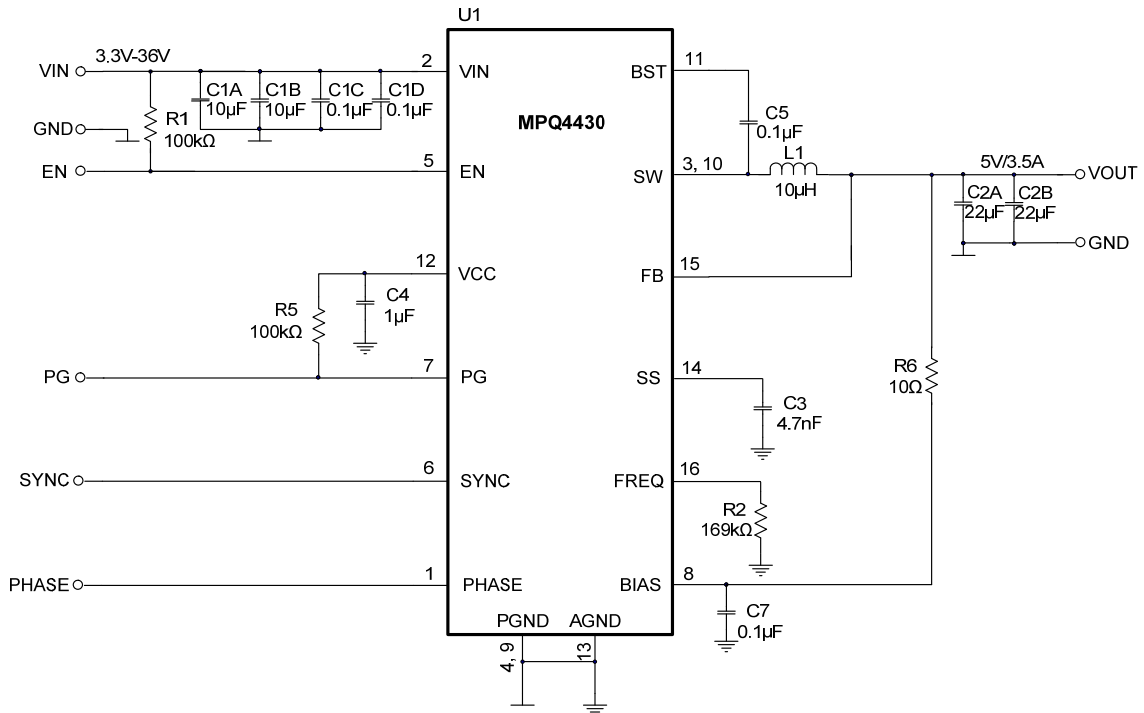 U1
3.3V-36V
VIN
2
VIN
C1A
10µF
C1B
10µF
C1C
0.1µF
C1D
0.1µF
R1
100kΩ
GND
EN
5
EN
MPQ4430
BST
11
C5
0.1µF
SW
3, 10
L1
10µH
5V/3.5A
VOUT
C2A
22µF
C2B
22µF
GND
12
VCC
C4
1µF
R5
100kΩ
FB
15
PG
7
PG
SS
14
C3
4.7nF
R6
10Ω
SYNC
6
SYNC
FREQ
16
R2
169kΩ
PHASE
1
PHASE
BIAS
8
C7
0.1µF
PGND
AGND
4, 9
13